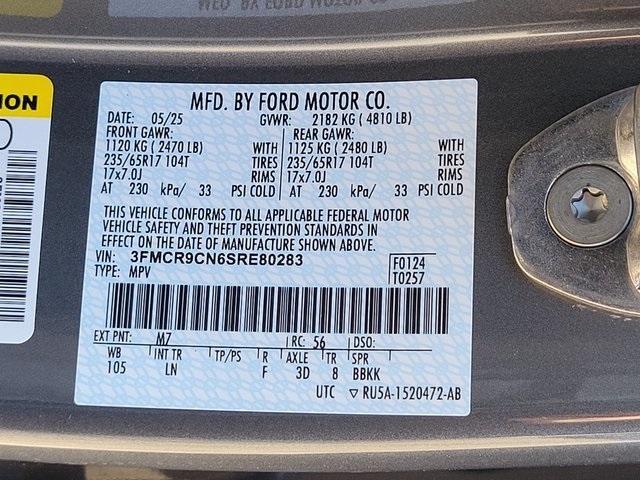 MFD. BY FORD MOTOR CO.
DATE: 05/25 GVWR: 2182 KG ( 4810 LB)
FRONT GAWR: REAR GAWR:
1120 KG ( 2470 LB) WITH 1125 KG ( 2480 LB) WITH
235/65R17 104T TIRES 235/65R17 104T TIRES
17x7.0J RIMS 17x7.0J RIMS
AT 230 kPa/ 33 PSI COLD AT 230 kPa/ 33 PSI COLD
THIS VEHICLE CONFORMS TO ALL APPLICABLE FEDERAL MOTOR
VEHICLE SAFETY AND THEFT PREVENTION STANDARDS IN
EFFECT ON THE DATE OF MANUFACTURE SHOWN ABOVE.
VIN: 3FMCR9CN6SRE80283 F0124
TYPE: MPV T0257
EXT PNT: M7 RC: 56 DSO:
WB INT TR TP/PS R AXLE TR SPR
105 LN F 3D 8 BBKK
UTC ▽ RU5A-1520472-AB